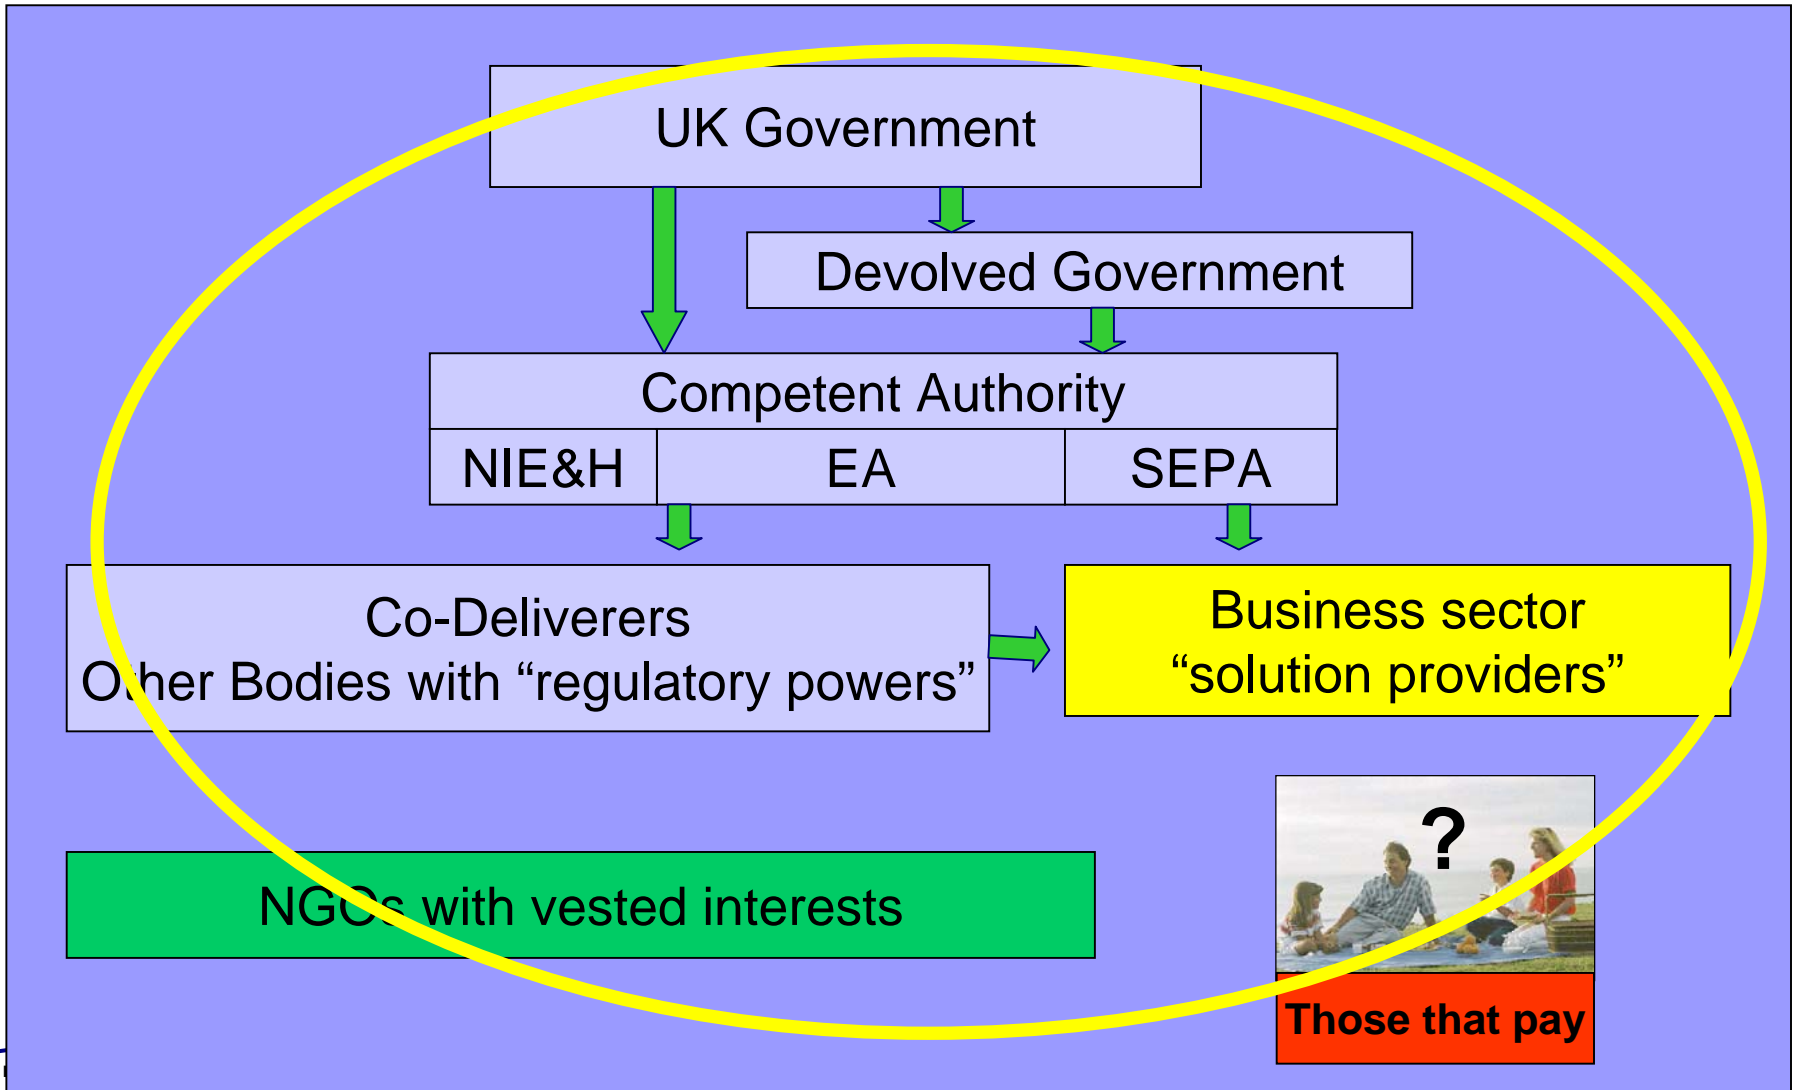 UK Government
Devolved Government
Competent Authority
NIE&H EA SEPA
Co-Deliverers
Other Bodies with “regulatory powers”
Business sector
“solution providers”
?
NGOs with vested interests
Those that pay